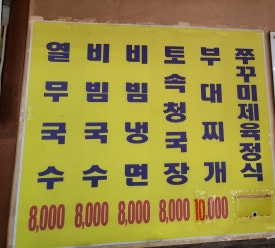 열무국수 8,000
비빔국수 8,000
비빔냉면 8,000
토속청국장 8,000
부대찌개 10,000
쭈꾸미제육정식